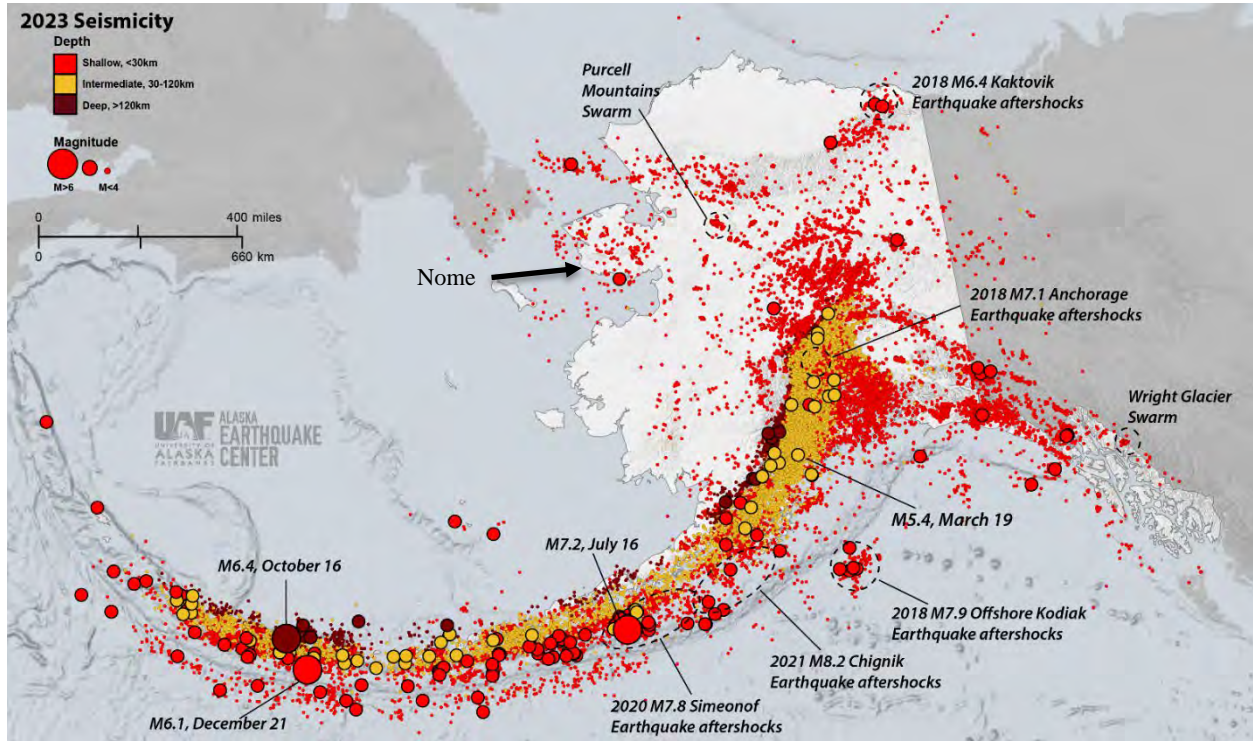 2023 Seismicity
Depth
Shallow, <30km
Intermediate, 30-120km
Deep, >120km
Magnitude
M>6
M<4
0
400 miles
0
660 km
Purcell
Mountains
Swarm
2018 M6.4 Kaktovik
Earthquake aftershocks
Nome
2018 M7.1 Anchorage
Earthquake aftershocks
Wright Glacier
Swarm
UAF
UNIVERSITY OF
ALASKA
FAIRBANKS
ALASKA
EARTHQUAKE
CENTER
M5.4, March 19
M7.2, July 16
M6.4, October 16
2018 M7.9 Offshore Kodiak
Earthquake aftershocks
2021 M8.2 Chignik
Earthquake aftershocks
2020 M7.8 Simeonof
Earthquake aftershocks
M6.1, December 21